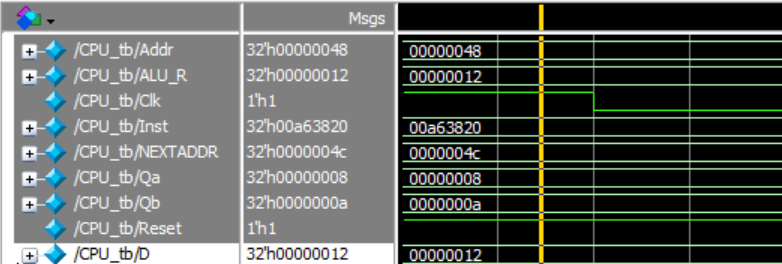 Msgs
/CPU_tb/Addr 32'h00000048 00000048
/CPU_tb/ALU_R 32'h00000012 00000012
/CPU_tb/Clk 1'h1
/CPU_tb/Inst 32'h00a63820 00a63820
/CPU_tb/NEXTADDR 32'h0000004c 0000004c
/CPU_tb/Qa 32'h00000008 00000008
/CPU_tb/Qb 32'h0000000a 0000000a
/CPU_tb/Reset 1'h1
/CPU_tb/D 32'h00000012 00000012